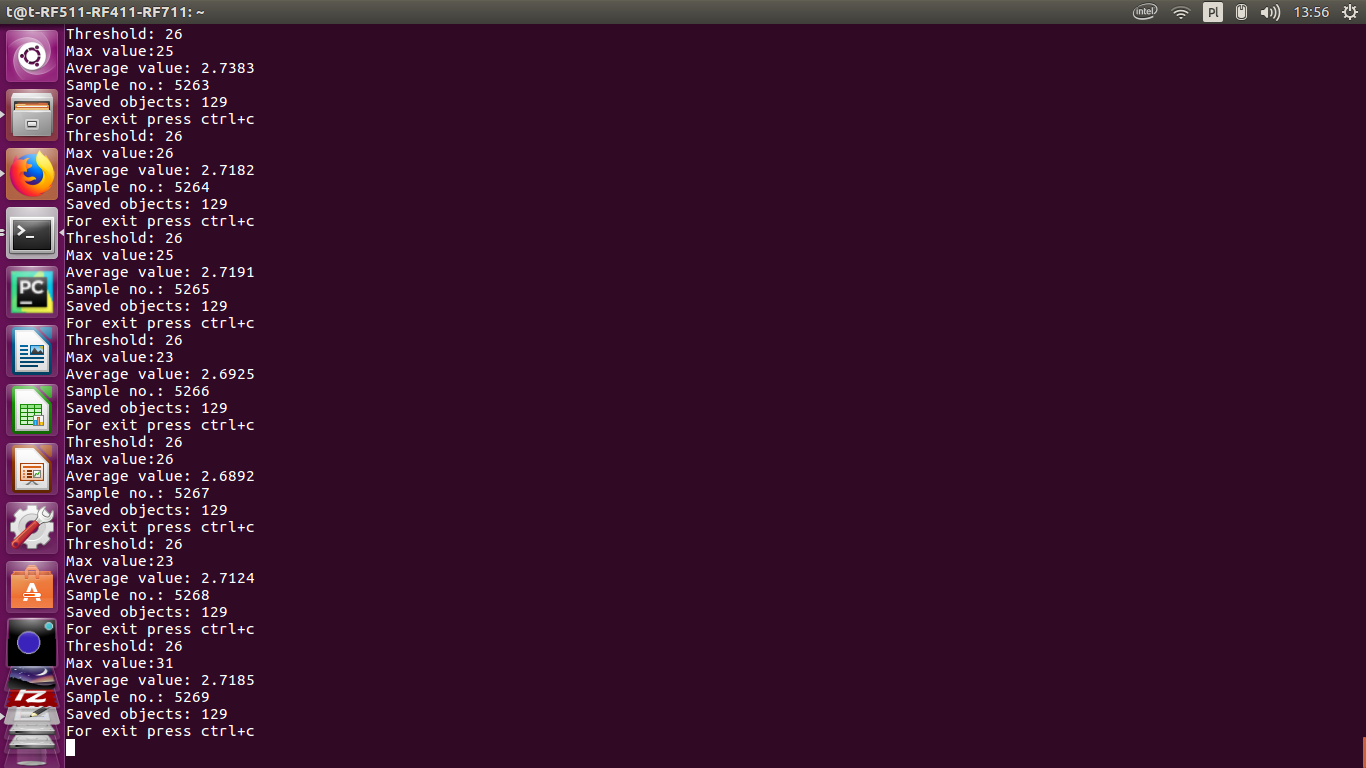 t@t-RF511-RF411-RF711: ~
intel
Pl
13:56
Threshold: 26
Max value:25
Average value: 2.7383
Sample no.: 5263
Saved objects: 129
For exit press ctrl+c
Threshold: 26
Max value:26
Average value: 2.7182
Sample no.: 5264
Saved objects: 129
For exit press ctrl+c
Threshold: 26
Max value:25
Average value: 2.7191
Sample no.: 5265
Saved objects: 129
For exit press ctrl+c
Threshold: 26
Max value:23
Average value: 2.6925
Sample no.: 5266
Saved objects: 129
For exit press ctrl+c
Threshold: 26
Max value:26
Average value: 2.6892
Sample no.: 5267
Saved objects: 129
For exit press ctrl+c
Threshold: 26
Max value:23
Average value: 2.7124
Sample no.: 5268
Saved objects: 129
For exit press ctrl+c
Threshold: 26
Max value:31
Average value: 2.7185
Sample no.: 5269
Saved objects: 129
For exit press ctrl+c
>_
PC
A